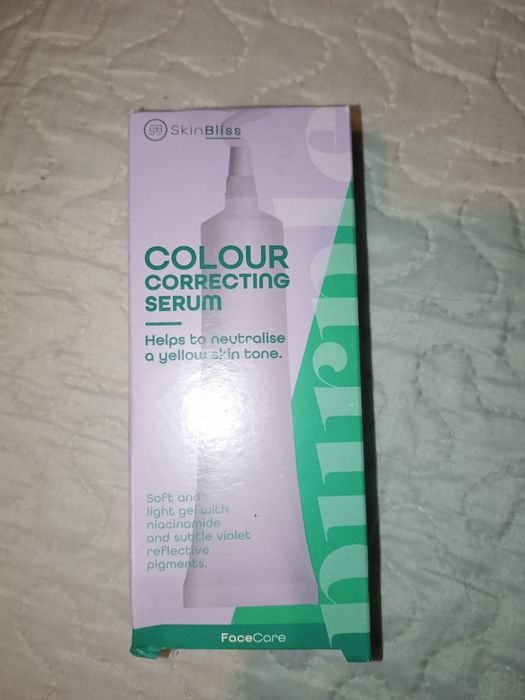 SkinBliss
COLOUR
CORRECTING
SERUM
Helps to neutralise
a yellow skin tone.
Soft and
light gel with
niacinamide
and subtle violet
reflective
pigments.
FaceCare
purple